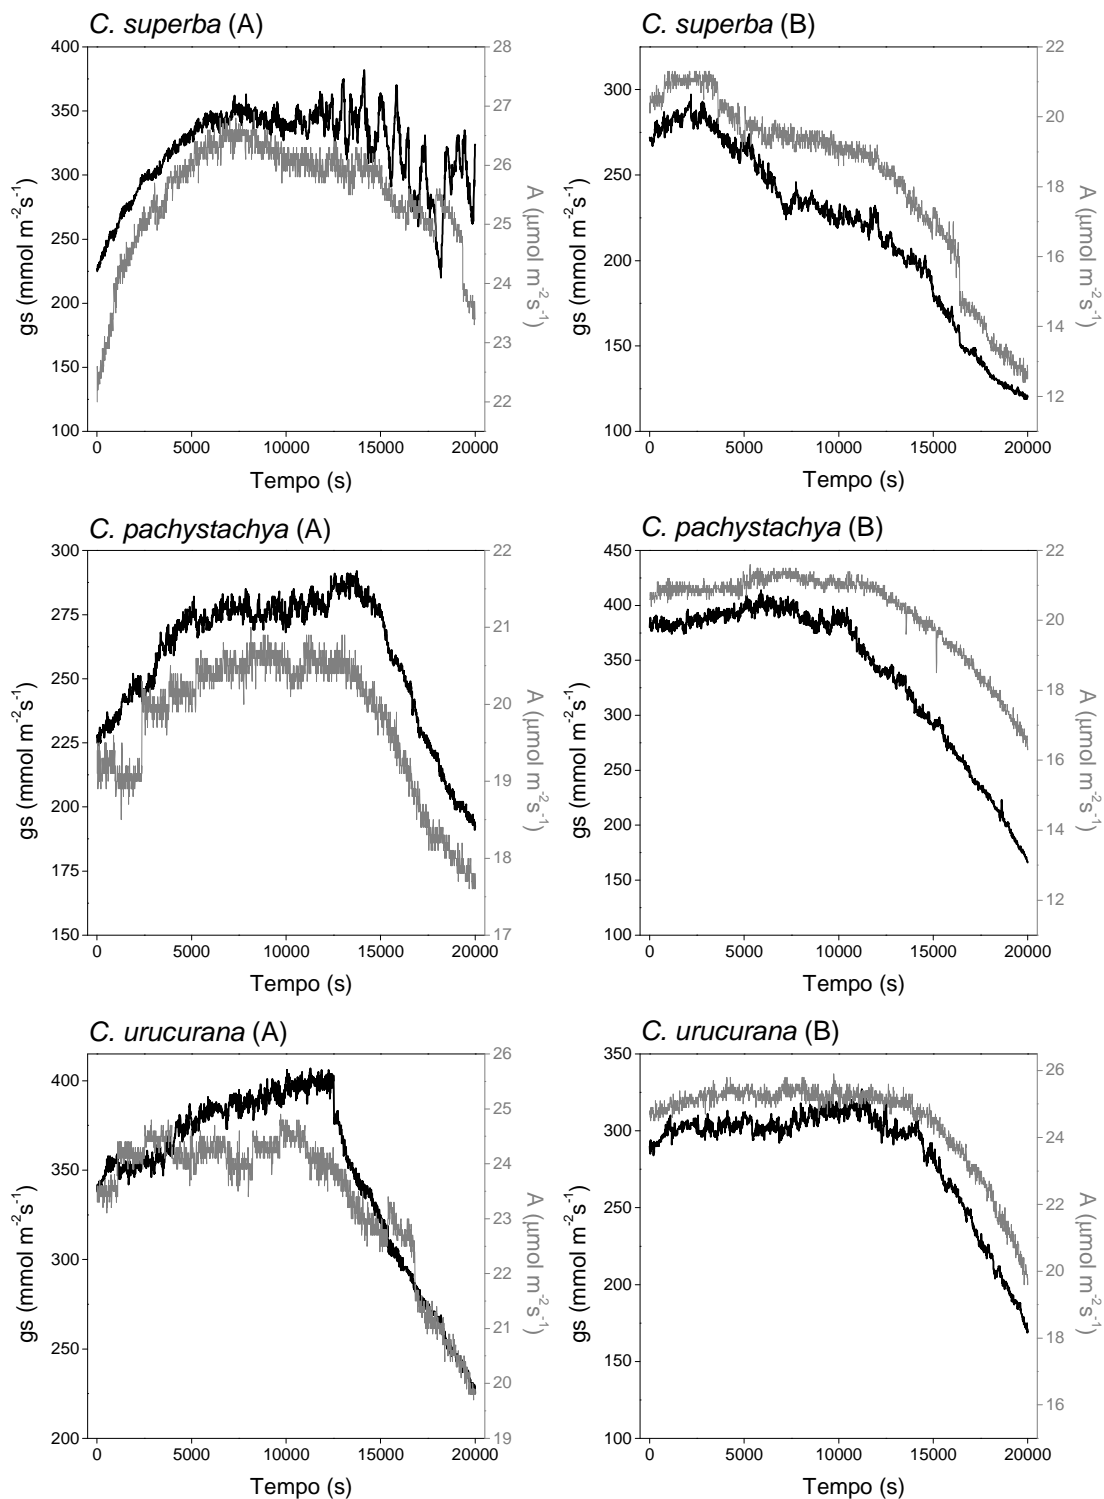 C. superba (A)
400
350
300
250
200
150
100
gs (mmol m⁻²s⁻¹)
28
27
26
25
24
23
22
A (μmol m⁻²s⁻¹)
0 5000 10000 15000 20000
Tempo (s)
C. superba (B)
300
250
200
150
100
gs (mmol m⁻²s⁻¹)
22
20
18
16
14
12
A (μmol m⁻²s⁻¹)
0 5000 10000 15000 20000
Tempo (s)
C. pachystachya (A)
300
275
250
225
200
175
150
gs (mmol m⁻²s⁻¹)
22
21
20
19
18
17
A (μmol m⁻²s⁻¹)
0 5000 10000 15000 20000
Tempo (s)
C. pachystachya (B)
450
400
350
300
250
200
150
100
gs (mmol m⁻²s⁻¹)
22
20
18
16
14
12
A (μmol m⁻²s⁻¹)
0 5000 10000 15000 20000
Tempo (s)
C. urucurana (A)
400
350
300
250
200
gs (mmol m⁻²s⁻¹)
26
25
24
23
22
21
20
19
A (μmol m⁻²s⁻¹)
0 5000 10000 15000 20000
Tempo (s)
C. urucurana (B)
350
300
250
200
150
100
gs (mmol m⁻²s⁻¹)
26
24
22
20
18
16
A (μmol m⁻²s⁻¹)
0 5000 10000 15000 20000
Tempo (s)